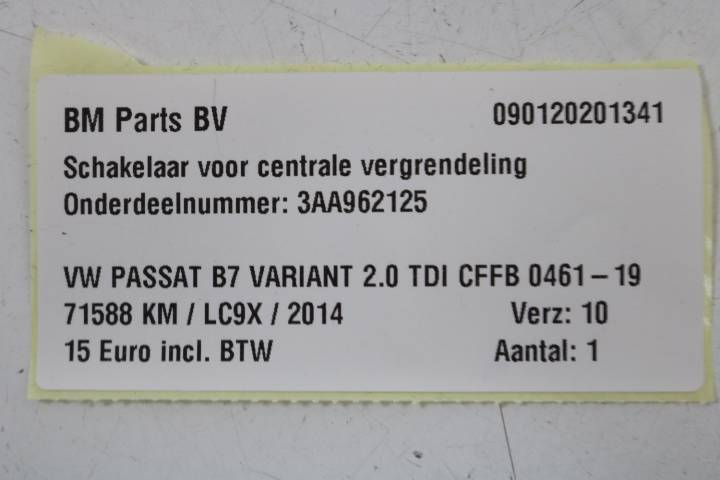 BM Parts BV 090120201341
Schakelaar voor centrale vergrendeling
Onderdeelnummer: 3AA962125
VW PASSAT B7 VARIANT 2.0 TDI CFFB 0461 – 19
71588 KM / LC9X / 2014 Verz: 10
15 Euro incl. BTW Aantal: 1